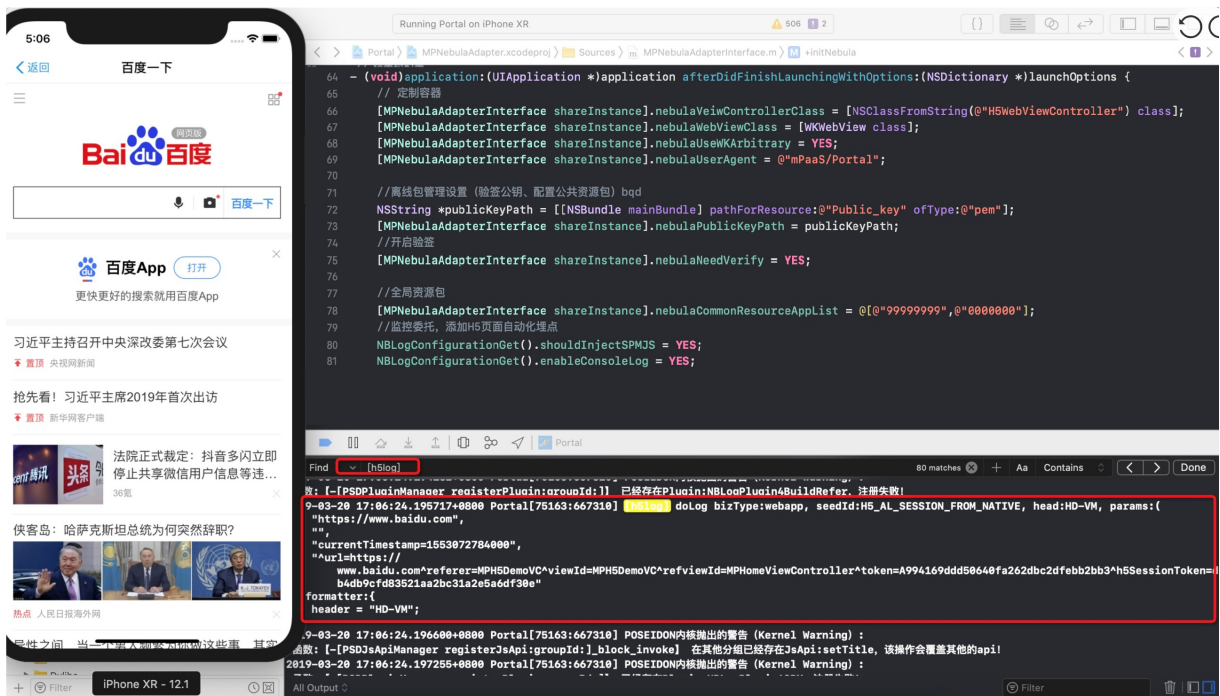 5:06
返回
百度一下
网页版
Bai du 百度
百度一下
百度App
打开
更快更好的搜索就用百度App
习近平主持召开中央深改委第七次会议
置顶 央视网新闻
抢先看！习近平主席2019年首次出访
置顶 新华网客户端
法院正式裁定：抖音多闪立即
停止共享微信用户信息等违...
36氪
cent 腾讯
头条
侠客岛：哈萨克斯坦总统为何突然辞职?
热点 人民日报海外网
iPhone XR - 12.1
Filter
Running Portal on iPhone XR
506
2
Portal
MPNebulaAdapter.xcodeproj
Sources
m MPNebulaAdapterInterface.m
M +initNebula
64 - (void)application:(UIApplication *)application afterDidFinishLaunchingWithOptions:(NSDictionary *)launchOptions {
65 // 定制容器
66 [MPNebulaAdapterInterface shareInstance].nebulaVeiwControllerClass = [NSClassFromString(@"H5WebViewController") class];
67 [MPNebulaAdapterInterface shareInstance].nebulaWebViewClass = [WKWebView class];
68 [MPNebulaAdapterInterface shareInstance].nebulaUseWKArbitrary = YES;
69 [MPNebulaAdapterInterface shareInstance].nebulaUserAgent = @"mPaaS/Portal";
70
71 //离线包管理设置（验签公钥、配置公共资源包）bqd
72 NSString *publicKeyPath = [[NSBundle mainBundle] pathForResource:@"Public_key" ofType:@"pem"];
73 [MPNebulaAdapterInterface shareInstance].nebulaPublicKeyPath = publicKeyPath;
74 //开启验签
75 [MPNebulaAdapterInterface shareInstance].nebulaNeedVerify = YES;
76
77 //全局资源包
78 [MPNebulaAdapterInterface shareInstance].nebulaCommonResourceAppList = @[@"99999999",@"0000000"];
79 //监控委托，添加H5页面自动化埋点
80 NBLogConfigurationGet().shouldInjectSPMJS = YES;
81 NBLogConfigurationGet().enableConsoleLog = YES;
Portal
Find
[h5log]
80 matches
Aa
Contains
Done
数：[-[PSDPluginManager registerPlugin:groupId:]] 已经存在Plugin:NBLogPlugin4BuildRefer，注册失败！
9-03-20 17:06:24.195717+0800 Portal[75163:667310] [h5log] doLog bizType:webapp, seedId:H5_AL_SESSION_FROM_NATIVE, head:HD-VM, params:(
"https://www.baidu.com",
"",
"currentTimestamp=1553072784000",
"^url=https://
www.baidu.com^referer=MPH5DemoVC^viewId=MPH5DemoVC^refviewId=MPHomeViewController^token=A994169ddd50640fa262dbc2dfebb2bb3^h5SessionToken=d
b4db9cfd83521aa2bc31a2e5a6df30e"
formatter:{
header = "HD-VM";
9-03-20 17:06:24.196600+0800 Portal[75163:667310] POSEIDON内核抛出的警告（Kernel Warning）：
函数：[-[PSDJsApiManager registerJsApi:groupId:]_block_invoke] 在其他分组已经存在JsApi:setTitle，该操作会覆盖其他的api！
2019-03-20 17:06:24.197255+0800 Portal[75163:667310] POSEIDON内核抛出的警告（Kernel Warning）：
All Output
Filter